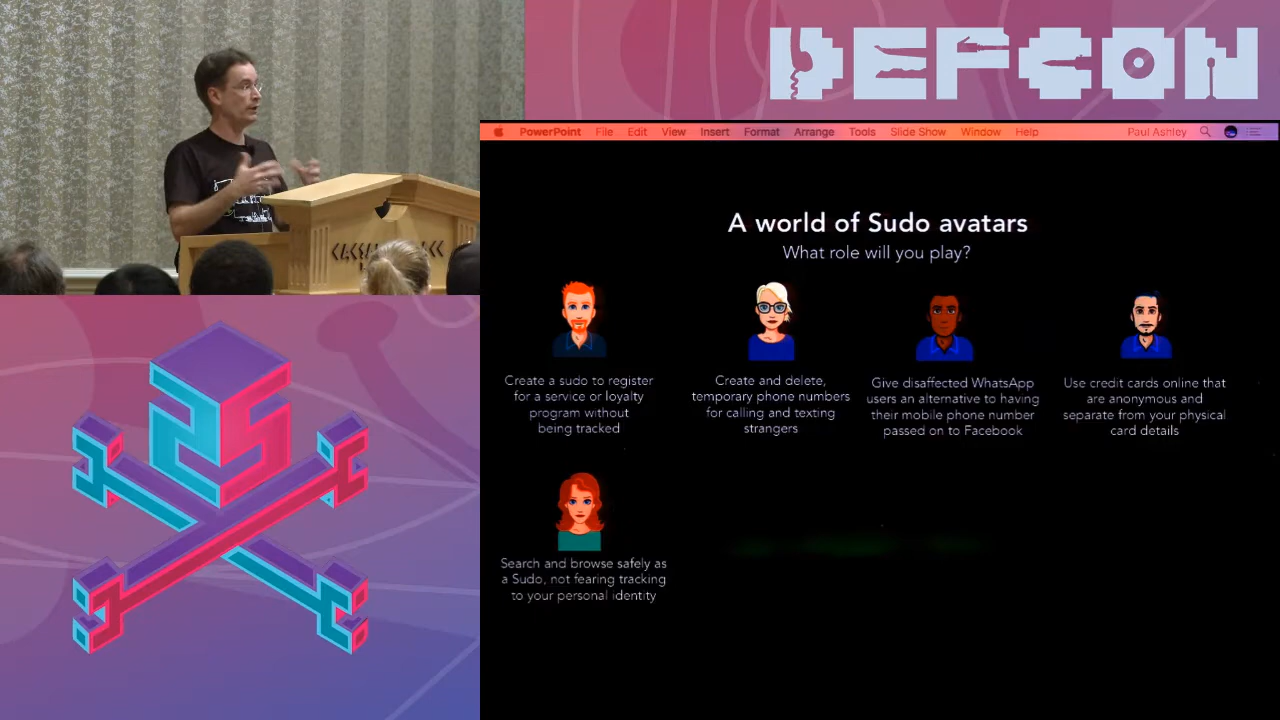 DEFCON
PowerPoint File Edit View Insert Format Arrange Tools Slide Show Window Help Paul Ashley
A world of Sudo avatars
What role will you play?
Create a sudo to register
for a service or loyalty
program without
being tracked
Create and delete,
temporary phone numbers
for calling and texting
strangers
Give disaffected WhatsApp
users an alternative to having
their mobile phone number
passed on to Facebook
Use credit cards online that
are anonymous and
separate from your physical
card details
Search and browse safely as
a Sudo, not fearing tracking
to your personal identity